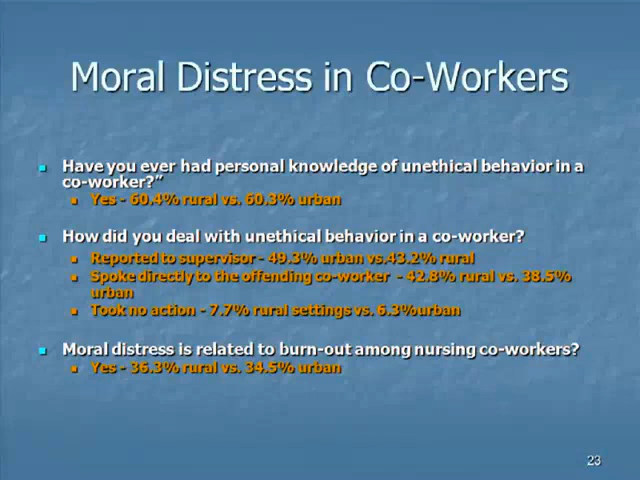 Moral Distress in Co-Workers
Have you ever had personal knowledge of unethical behavior in a
co-worker?”
Yes - 60.4% rural vs. 60.3% urban
How did you deal with unethical behavior in a co-worker?
Reported to supervisor - 49.3% urban vs.43.2% rural
Spoke directly to the offending co-worker - 42.8% rural vs. 38.5%
urban
Took no action - 7.7% rural settings vs. 6.3%urban
Moral distress is related to burn-out among nursing co-workers?
Yes - 36.3% rural vs. 34.5% urban
23